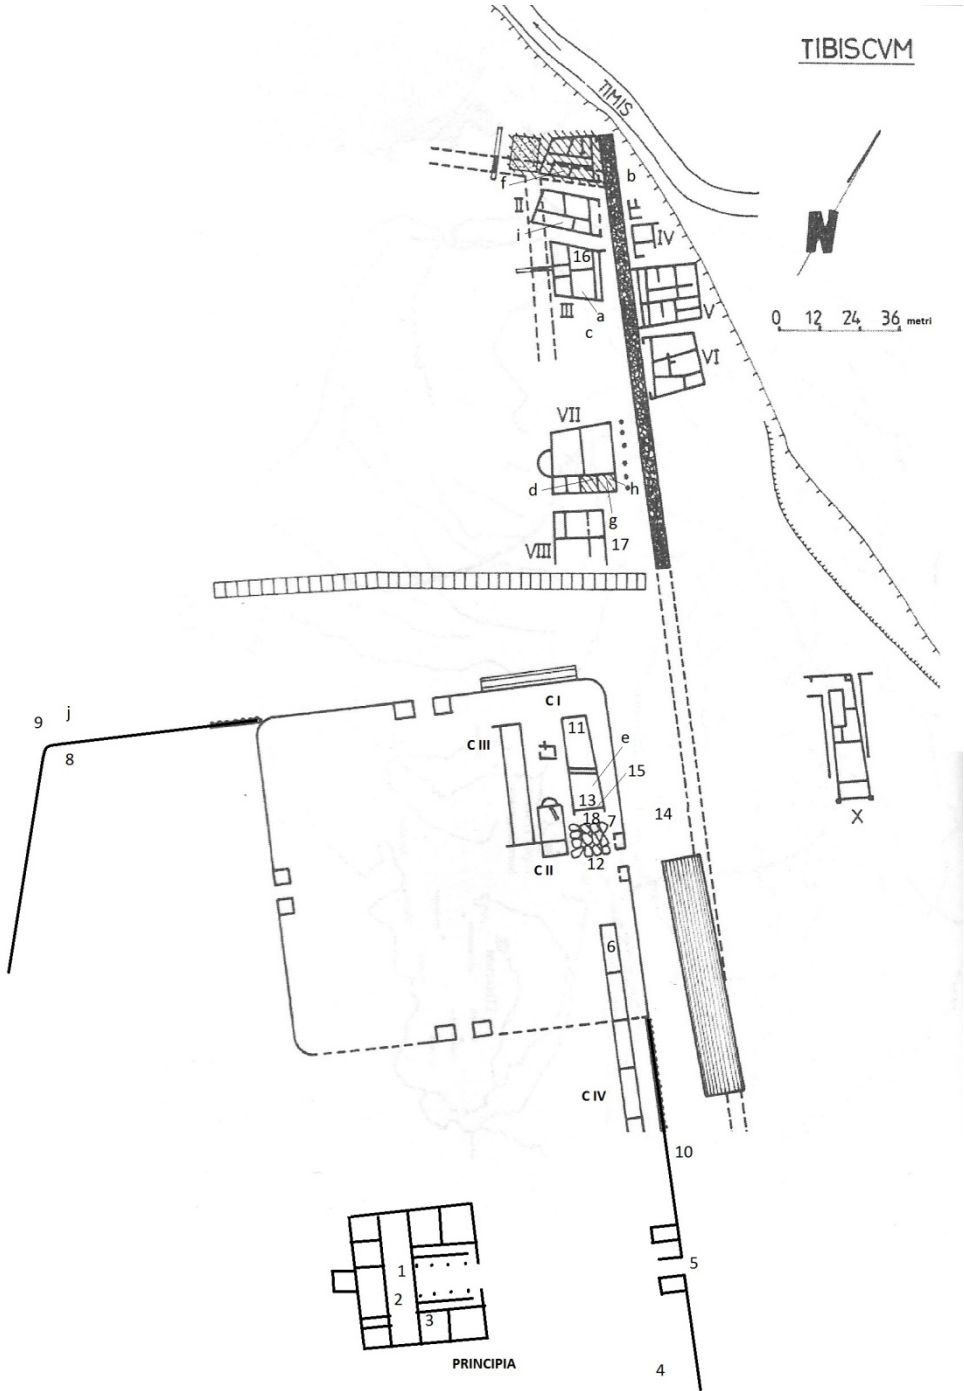 TIBISCVM
TIMIS
b
f
I
II
i
IV
16
N
III
a
c
V
0 12 24 36 metri
VI
VII
d
h
g
VIII
17
9
j
8
C I
11
C III
e
15
13
18
7
14
12
C II
X
6
C IV
10
5
1
2
3
PRINCIPIA
4